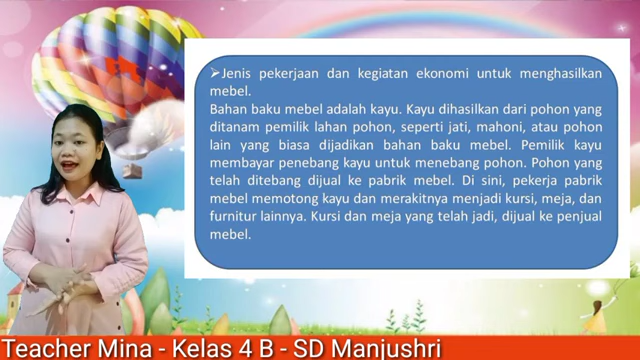 ➢Jenis pekerjaan dan kegiatan ekonomi untuk menghasilkan
mebel.
Bahan baku mebel adalah kayu. Kayu dihasilkan dari pohon yang
ditanam pemilik lahan pohon, seperti jati, mahoni, atau pohon
lain yang biasa dijadikan bahan baku mebel. Pemilik kayu
membayar penebang kayu untuk menebang pohon. Pohon yang
telah ditebang dijual ke pabrik mebel. Di sini, pekerja pabrik
mebel memotong kayu dan merakitnya menjadi kursi, meja, dan
furnitur lainnya. Kursi dan meja yang telah jadi, dijual ke penjual
mebel.
Teacher Mina - Kelas 4 B - SD Manjushri